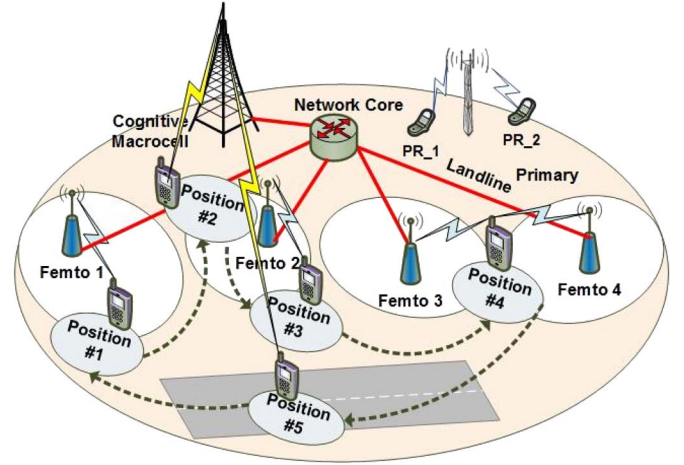 Cognitive
Macrocell
Network Core
PR_1
PR_2
Landline
Primary
Position
#2
Femto 1
Femto 2
Femto 3
Position
#4
Femto 4
Position
#3
Position
#1
Position
#5